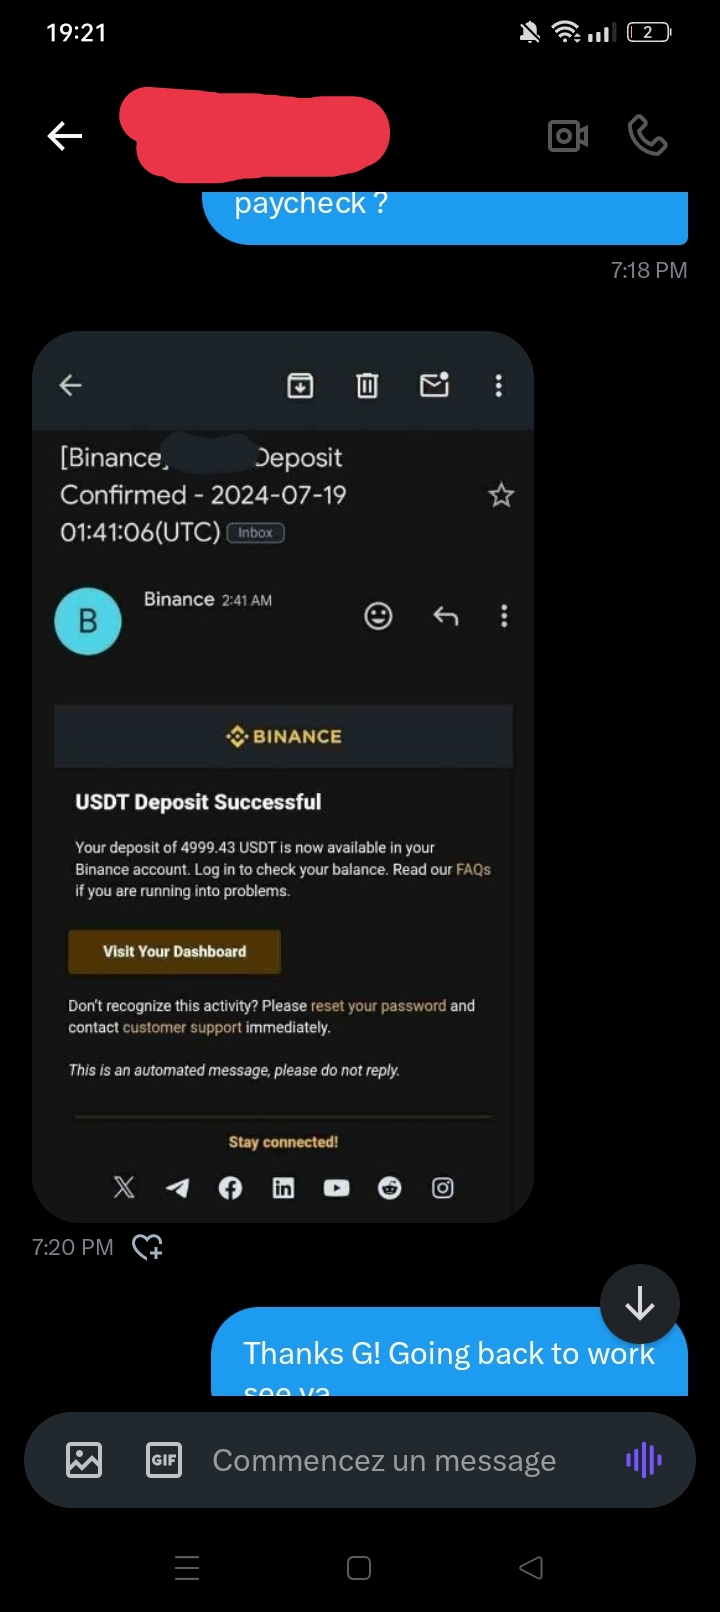 19:21
2
paycheck ?
7:18 PM
[Binance] Deposit
Confirmed - 2024-07-19
01:41:06(UTC) Inbox
B
Binance 2:41 AM
BINANCE
USDT Deposit Successful
Your deposit of 4999.43 USDT is now available in your
Binance account. Log in to check your balance. Read our FAQs
if you are running into problems.
Visit Your Dashboard
Don't recognize this activity? Please reset your password and
contact customer support immediately.
This is an automated message, please do not reply.
Stay connected!
7:20 PM
Thanks G! Going back to work
see ya
GIF
Commencez un message